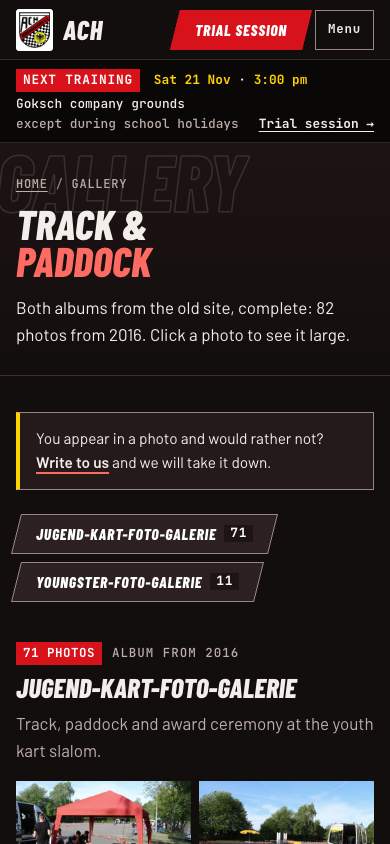 ACH
TRIAL SESSION
Menu
NEXT TRAINING Sat 21 Nov · 3:00 pm
Goksch company grounds
except during school holidays Trial session →
GALLERY
HOME / GALLERY
TRACK &
PADDOCK
Both albums from the old site, complete: 82
photos from 2016. Click a photo to see it large.
You appear in a photo and would rather not?
Write to us and we will take it down.
JUGEND-KART-FOTO-GALERIE 71
YOUNGSTER-FOTO-GALERIE 11
71 PHOTOS ALBUM FROM 2016
JUGEND-KART-FOTO-GALERIE
Track, paddock and award ceremony at the youth
kart slalom.